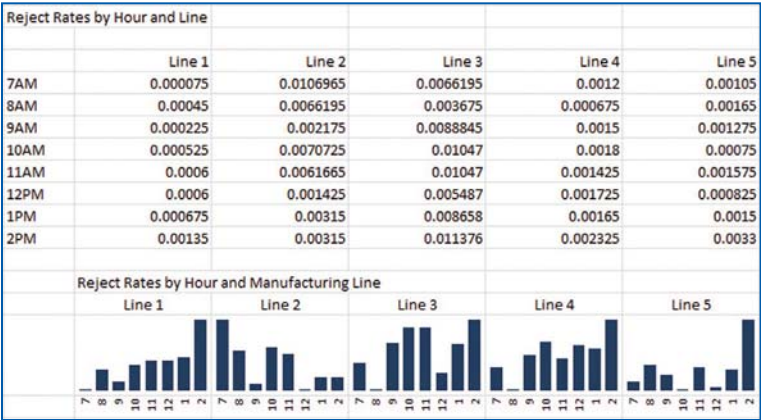 Reject Rates by Hour and Line
Line 1 Line 2 Line 3 Line 4 Line 5
7AM 0.000075 0.0106965 0.0066195 0.0012 0.00105
8AM 0.00045 0.0066195 0.003675 0.000675 0.00165
9AM 0.000225 0.002175 0.0088845 0.0015 0.001275
10AM 0.000525 0.0070725 0.01047 0.0018 0.00075
11AM 0.0006 0.0061665 0.01047 0.001425 0.001575
12PM 0.0006 0.001425 0.005487 0.001725 0.000825
1PM 0.000675 0.00315 0.008658 0.00165 0.0015
2PM 0.00135 0.00315 0.011376 0.002325 0.0033
Reject Rates by Hour and Manufacturing Line
Line 1 Line 2 Line 3 Line 4 Line 5
7 8 9 10 11 12 1 2 7 8 9 10 11 12 1 2 7 8 9 10 11 12 1 2 7 8 9 10 11 12 1 2 7 8 9 10 11 12 1 2